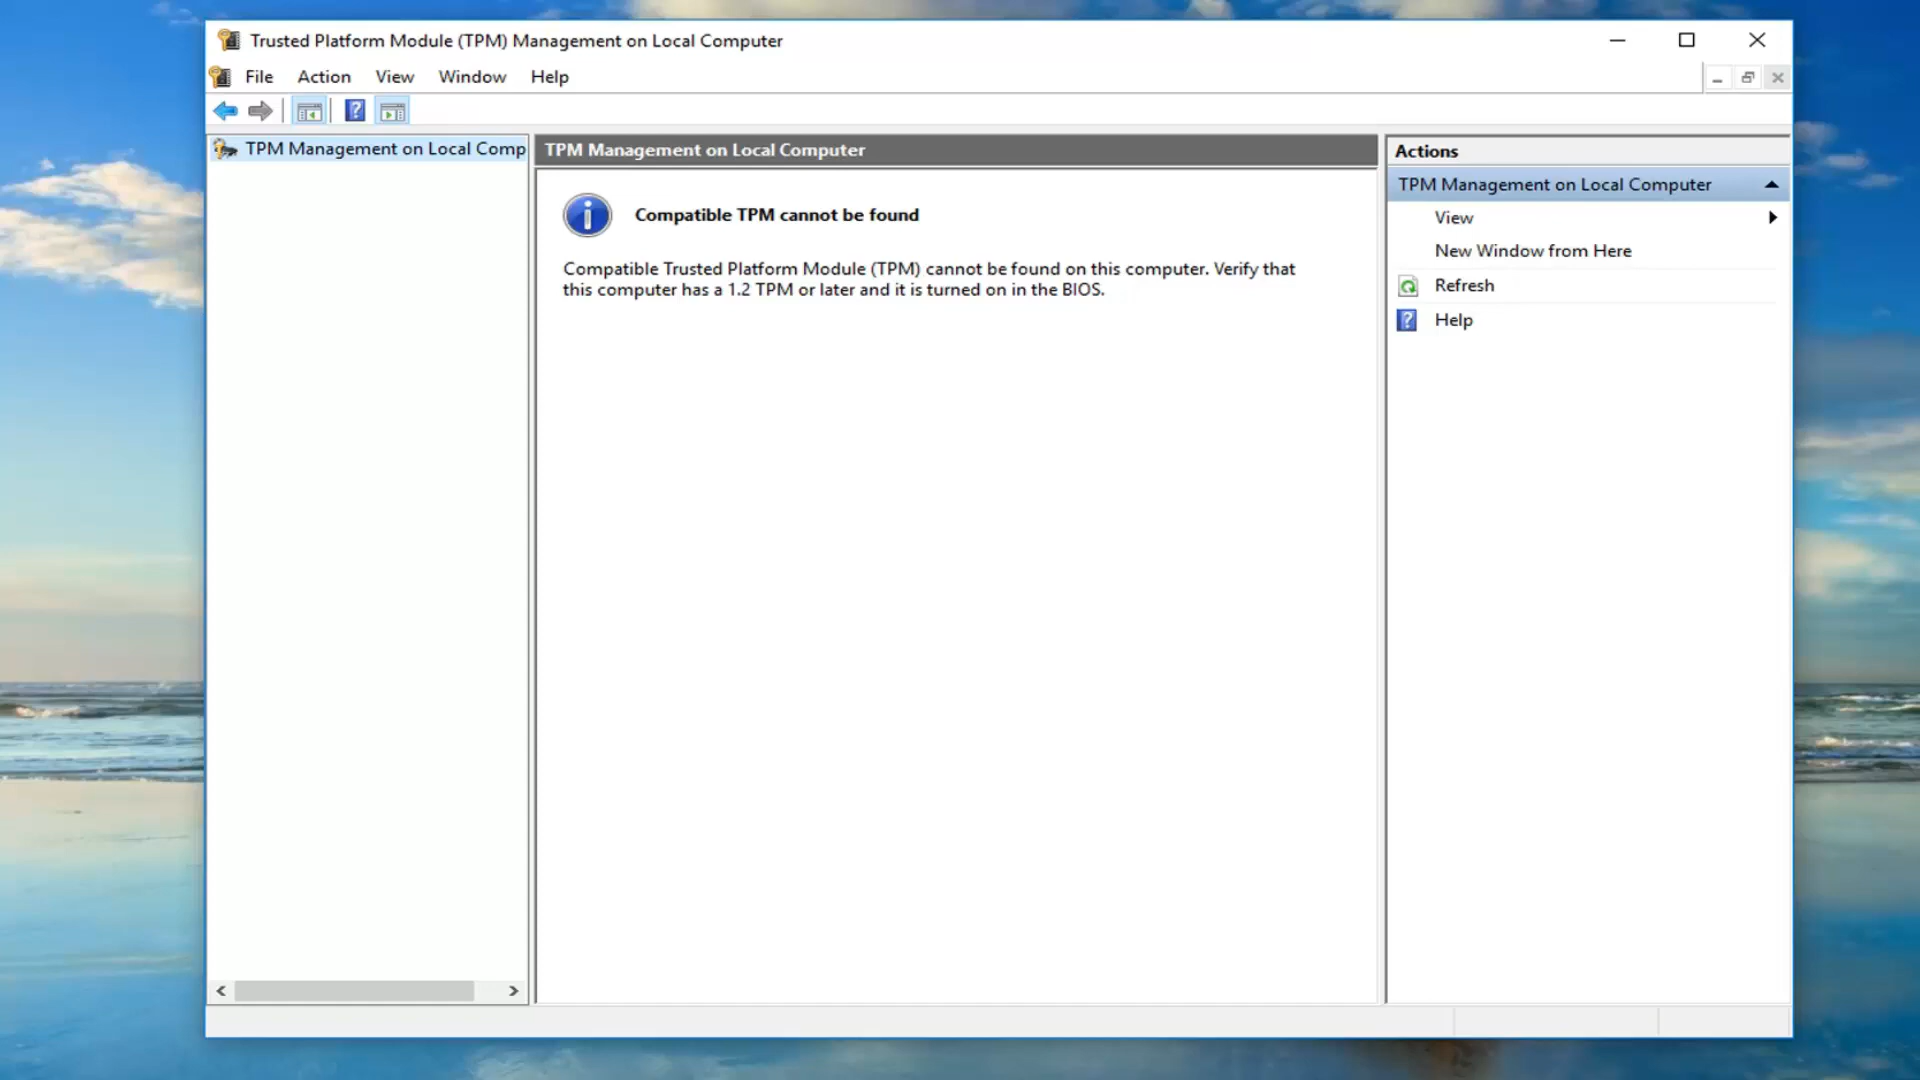 Trusted Platform Module (TPM) Management on Local Computer
File Action View Window Help
TPM Management on Local Comp
TPM Management on Local Computer
Compatible TPM cannot be found
Compatible Trusted Platform Module (TPM) cannot be found on this computer. Verify that
this computer has a 1.2 TPM or later and it is turned on in the BIOS.
Actions
TPM Management on Local Computer
View
New Window from Here
Refresh
Help